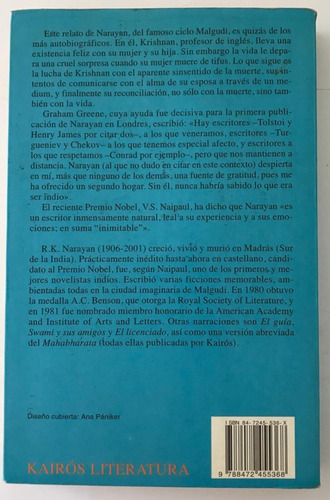 Este relato de Narayan, del famoso ciclo Malgudi, es quizás de los
más autobiográficos. En él, Krishnan, profesor de inglés, lleva una
existencia feliz con su mujer y su hija. Sin embargo la vida le depa-
ra una cruel sorpresa cuando su mujer muere de tifus. Lo que sigue es
la lucha de Krishnan con el aparente sinsentido de la muerte, sus in-
tentos de comunicarse con el alma de su esposa a través de un mé-
dium, y finalmente su reconciliación, no sólo con la muerte, sino
también con la vida.
Graham Greene, cuya ayuda fue decisiva para la primera publica-
ción de Narayan en Londres, escribió: «Hay escritores –Tolstoi y
Henry James por citar dos–, a los que veneramos, escritores –Tur-
gueniev y Chekov– a los que tenemos especial afecto, y escritores a
los que respetamos –Conrad por ejemplo–, pero que nos mantienen a
distancia. Narayan (al que no dudo en citar en este contexto) despierta
en mí, más que ninguno de los demás, una fuente de gratitud, pues me
ha ofrecido un segundo hogar. Sin él, nunca habría sabido lo que era
ser indio».
El reciente Premio Nobel, V.S. Naipaul, ha dicho que Narayan «es
un escritor inmensamente natural, leal a su experiencia y a sus emo-
ciones; en suma "inimitable"».
R.K. Narayan (1906-2001) creció, vivió y murió en Madrás (Sur
de la India). Prácticamente inédito hasta ahora en castellano, candi-
dato al Premio Nobel, fue, según Naipaul, uno de los primeros y me-
jores novelistas indios. Escribió varias ficciones memorables, am-
bientadas todas en la ciudad imaginaria de Malgudi. En 1980 obtuvo
la medalla A.C. Benson, que otorga la Royal Society of Literature, y
en 1981 fue nombrado miembro honorario de la American Academy
and Institute of Arts and Letters. Otras narraciones son El guía,
Swami y sus amigos y El licenciado, así como una versión abreviada
del Mahabhárata (todas ellas publicadas por Kairós).
Diseño cubierta: Ana Pániker
ISBN 84-7245-536-X
9 788472 455368
KAIRÓS LITERATURA